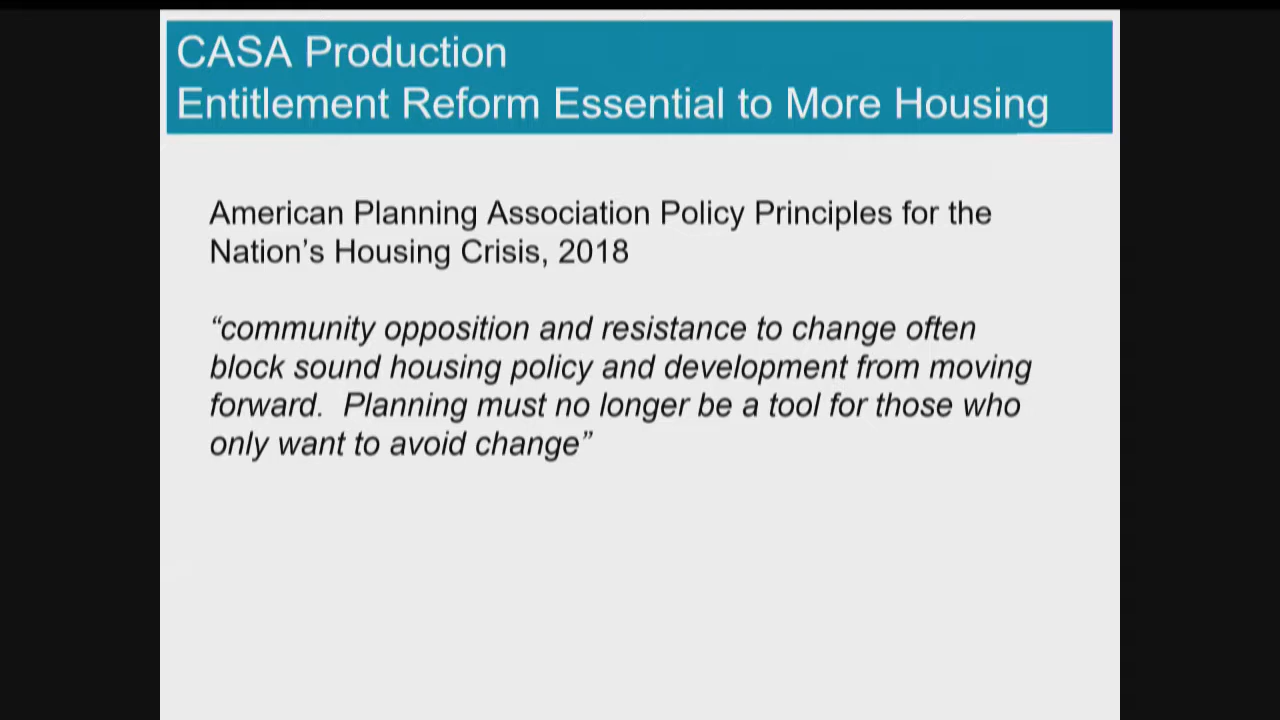 CASA Production
Entitlement Reform Essential to More Housing
American Planning Association Policy Principles for the
Nation’s Housing Crisis, 2018
“community opposition and resistance to change often
block sound housing policy and development from moving
forward.  Planning must no longer be a tool for those who
only want to avoid change”